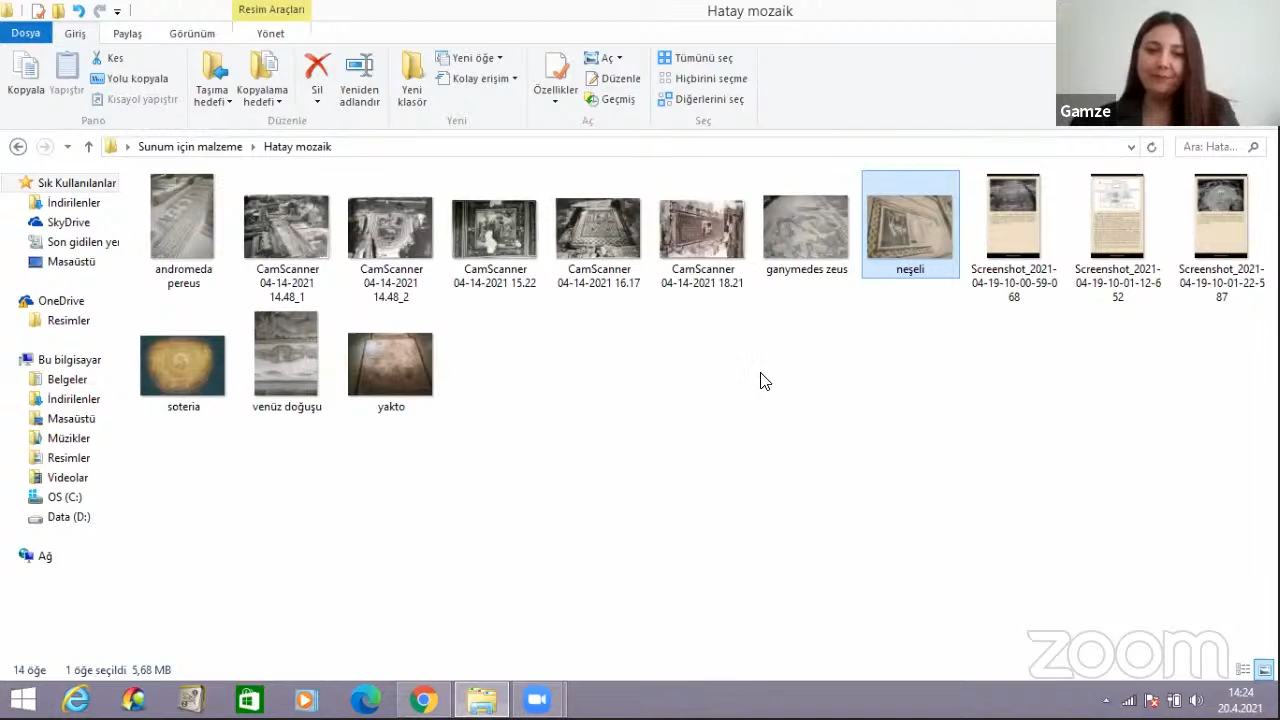 Resim Araçları
Hatay mozaik
Dosya
Giriş
Paylaş
Görünüm
Yönet
Kopyala
Yapıştır
Kes
Yolu kopyala
Kısayol yapıştır
Pano
Taşıma hedefi
Kopyalama hedefi
Sil
Yeniden adlandır
Düzenle
Yeni klasör
Yeni öğe
Kolay erişim
Yeni
Özellikler
Aç
Düzenle
Geçmiş
Aç
Tümünü seç
Hiçbirini seçme
Diğerlerini seç
Seç
Gamze
Sunum için malzeme
Hatay mozaik
Ara: Hata...
Sık Kullanılanlar
İndirilenler
SkyDrive
Son gidilen ye
Masaüstü
OneDrive
Resimler
Bu bilgisayar
Belgeler
İndirilenler
Masaüstü
Müzikler
Resimler
Videolar
OS (C:)
Data (D:)
Ağ
andromeda
pereus
CamScanner
04-14-2021
14.48_1
CamScanner
04-14-2021
14.48_2
CamScanner
04-14-2021 15.22
CamScanner
04-14-2021 16.17
CamScanner
04-14-2021 18.21
ganymedes zeus
neşeli
Screenshot_2021-
04-19-10-00-59-0
68
Screenshot_2021-
04-19-10-01-12-6
52
Screenshot_2021-
04-19-10-01-22-5
87
soteria
venüz doğuşu
yakto
14 öğe
1 öğe seçildi 5,68 MB
zoom
14:24
20.4.2021